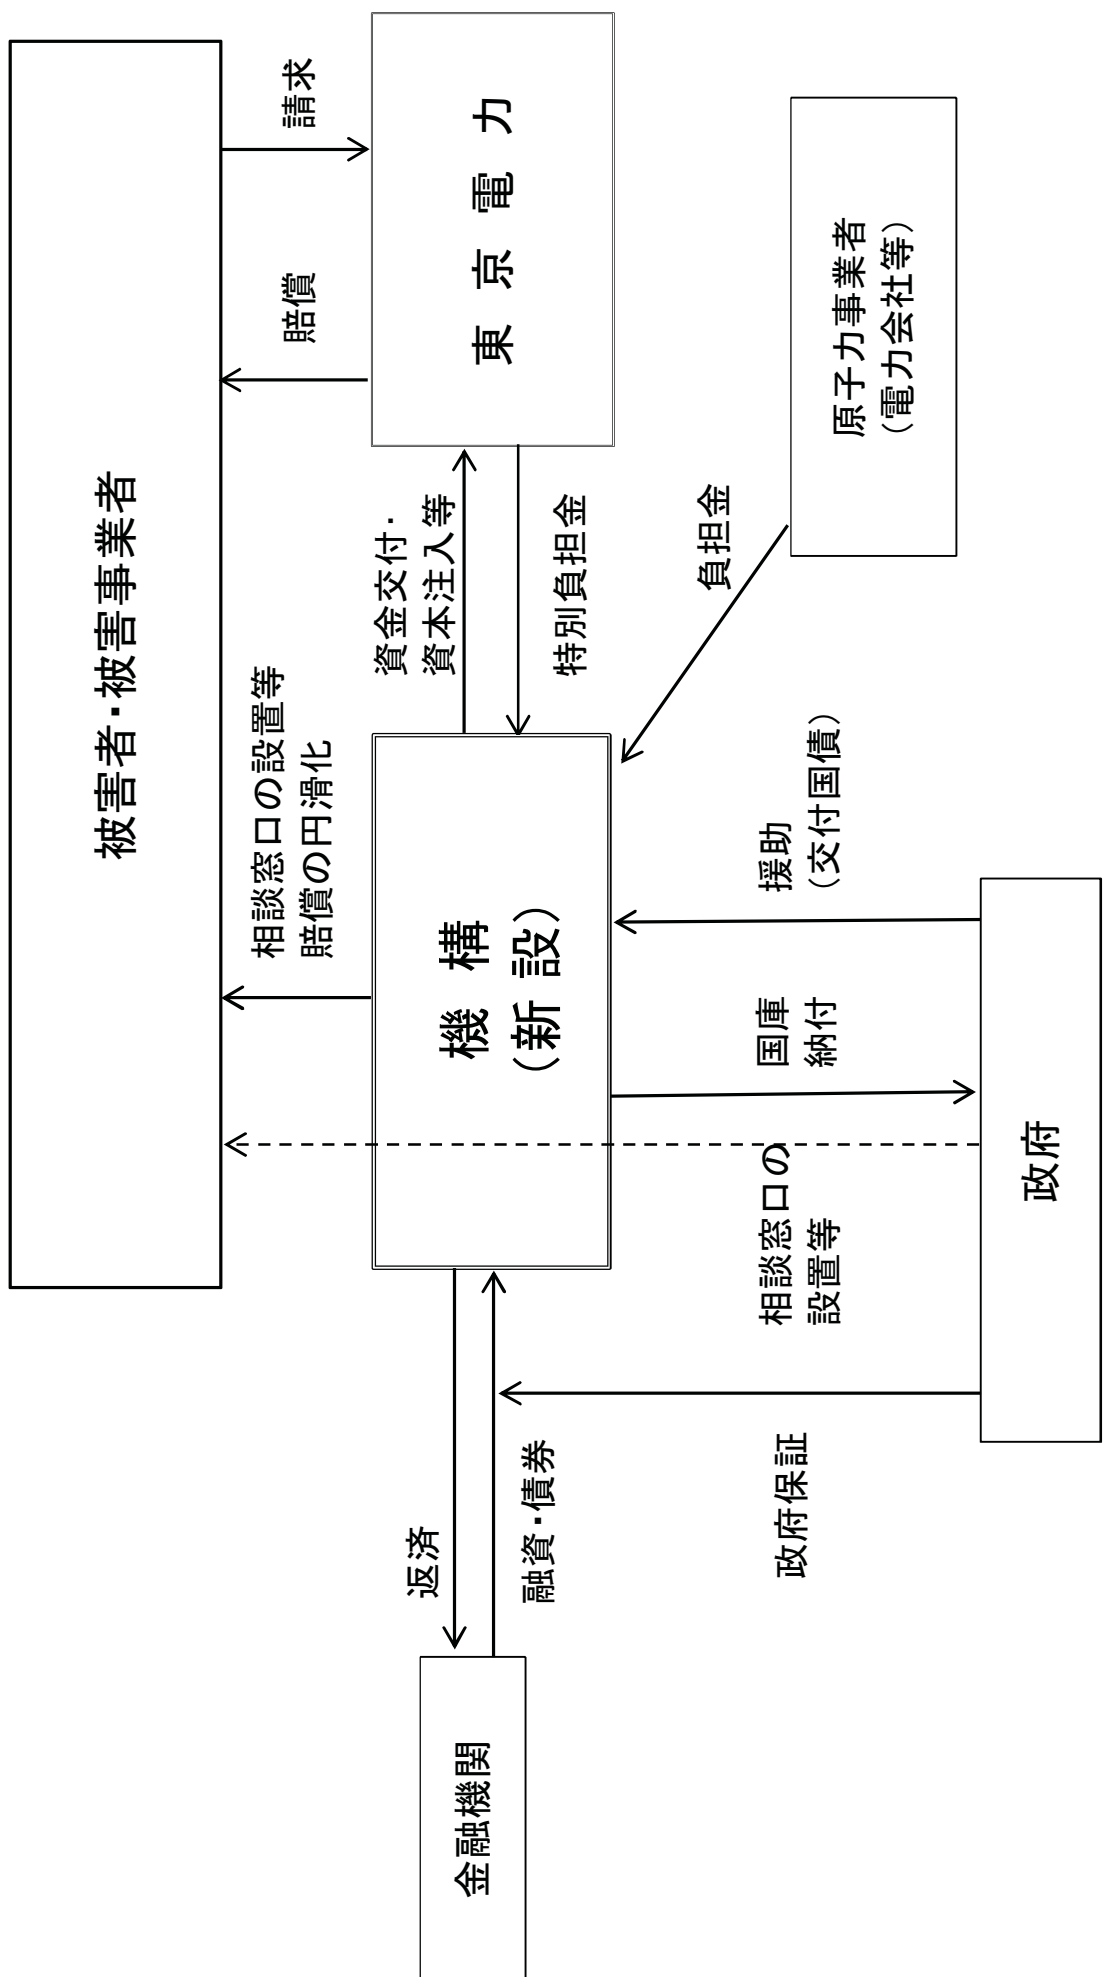 被害者・被害事業者
相談窓口の設置等
賠償の円滑化
賠償
請求
返済
融資・債券
金融機関
機構
(新設)
資金交付・
資本注入等
特別負担金
東京電力
政府保証
相談窓口の
設置等
国庫
納付
援助
(交付国債)
負担金
原子力事業者
(電力会社等)
政府